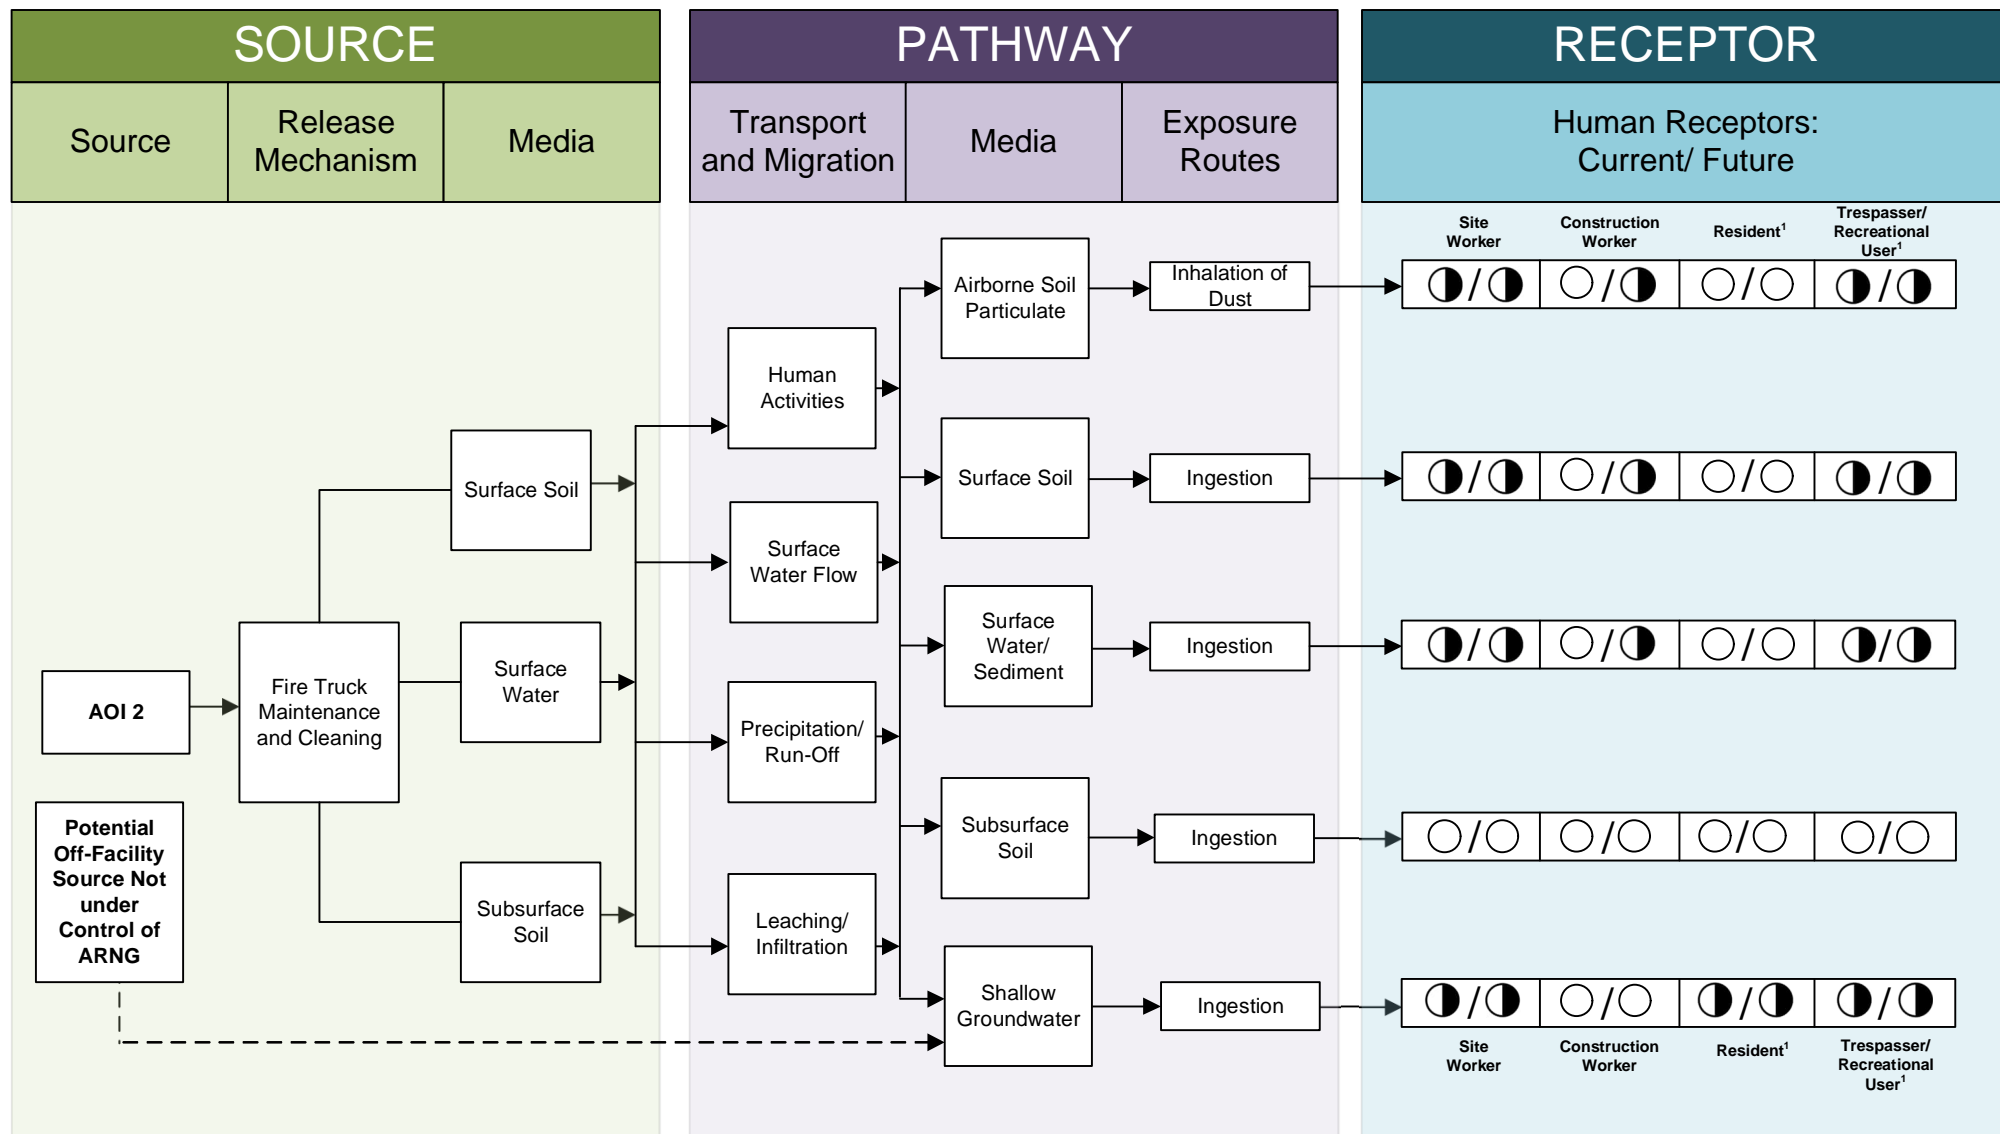 SOURCE
PATHWAY
RECEPTOR
Source
Release
Mechanism
Media
Transport
and Migration
Media
Exposure
Routes
Human Receptors:
Current/ Future
Site
Worker
Construction
Worker
Resident¹
Trespasser/
Recreational
User¹
Airborne Soil
Particulate
Inhalation of
Dust
/
/
/
/
Human
Activities
Surface Soil
Surface Soil
Ingestion
/
/
/
/
Surface
Water Flow
Surface
Water/
Sediment
Ingestion
/
/
/
/
AOI 2
Fire Truck
Maintenance
and Cleaning
Surface
Water
Precipitation/
Run-Off
Potential
Off-Facility
Source Not
under
Control of
ARNG
Subsurface
Soil
Subsurface
Soil
Ingestion
/
/
/
/
Leaching/
Infiltration
Shallow
Groundwater
Ingestion
/
/
/
/
Site
Worker
Construction
Worker
Resident¹
Trespasser/
Recreational
User¹